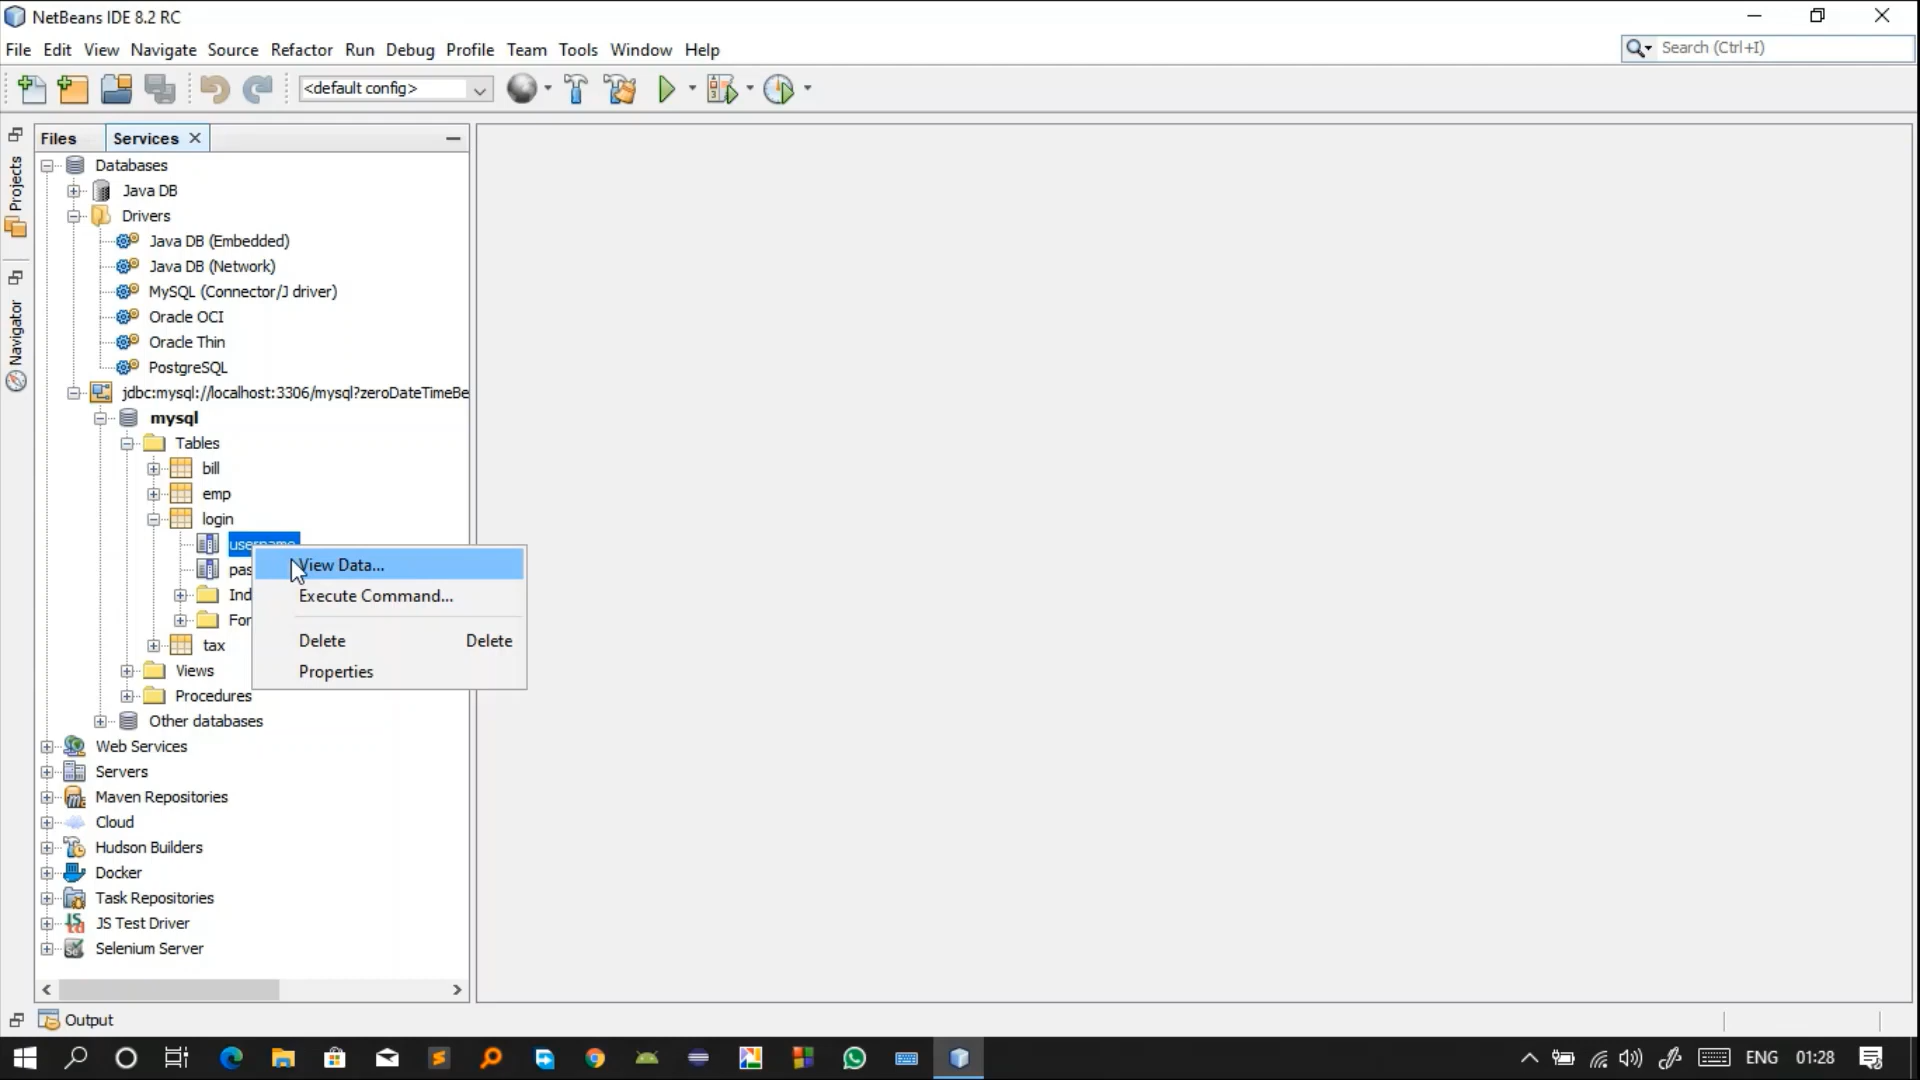 NetBeans IDE 8.2 RC
File Edit View Navigate Source Refactor Run Debug Profile Team Tools Window Help
Search (Ctrl+I)
<default config>
Projects
Navigator
Files Services
Databases
Java DB
Drivers
Java DB (Embedded)
Java DB (Network)
MySQL (Connector/J driver)
Oracle OCI
Oracle Thin
PostgreSQL
jdbc:mysql://localhost:3306/mysql?zeroDateTimeBe
mysql
Tables
bill
emp
login
username
pas
Ind
For
tax
Views
Procedures
Other databases
Web Services
Servers
Maven Repositories
Cloud
Hudson Builders
Docker
Task Repositories
JS Test Driver
Selenium Server
View Data...
Execute Command...
Delete Delete
Properties
Output
ENG 01:28